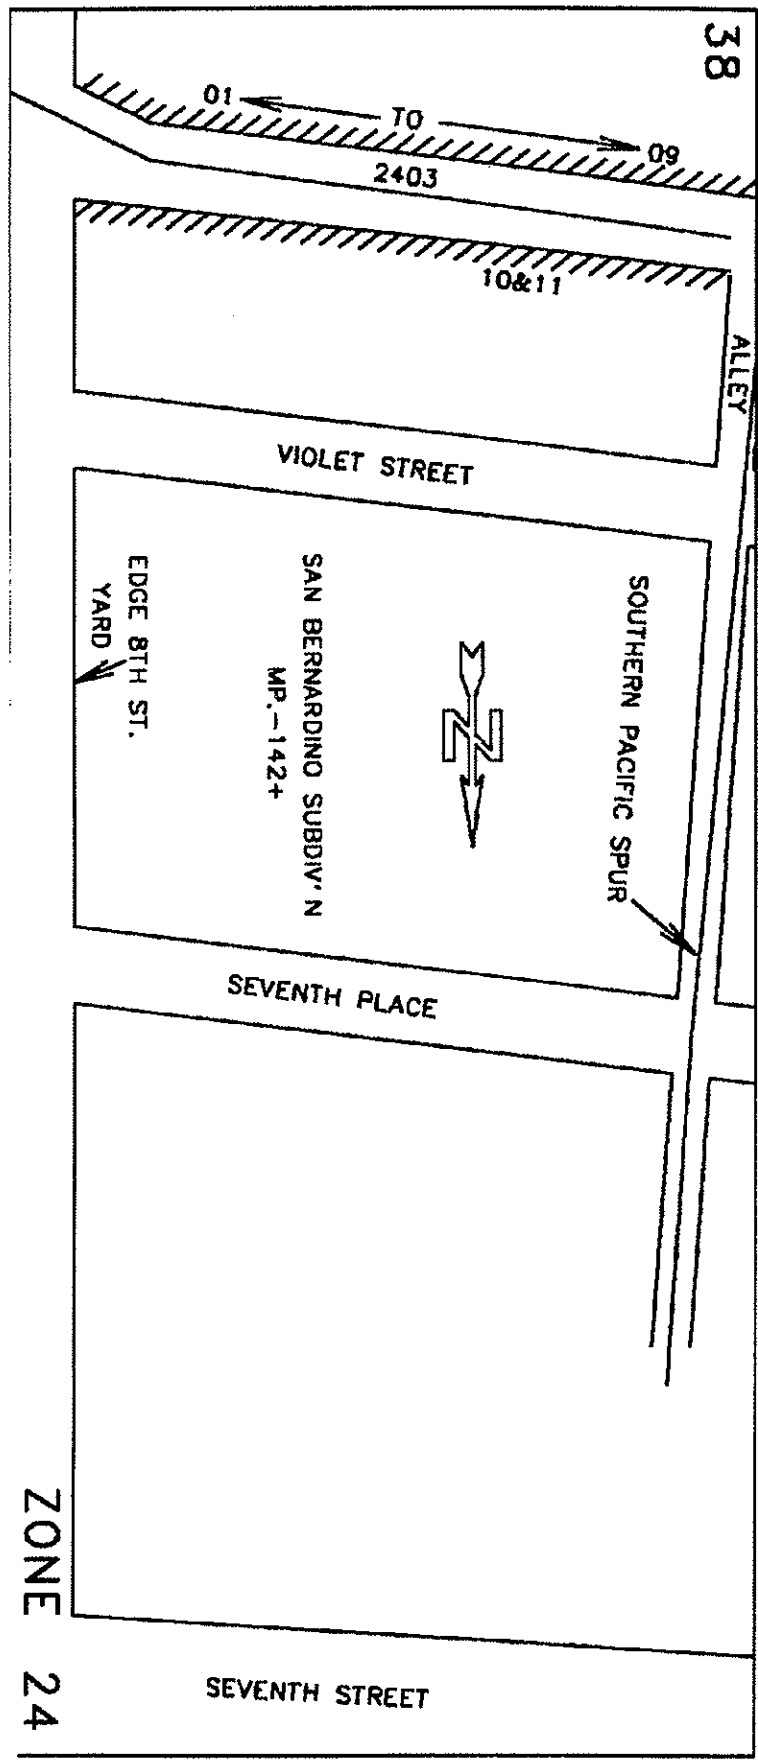 38
01 TO 09
2403
10&11
ALLEY
VIOLET STREET
SOUTHERN PACIFIC SPUR
N
SAN BERNARDINO SUBDIV'N
MP.-142+
EDGE 8TH ST.
YARD
SEVENTH PLACE
SEVENTH STREET
ZONE 24